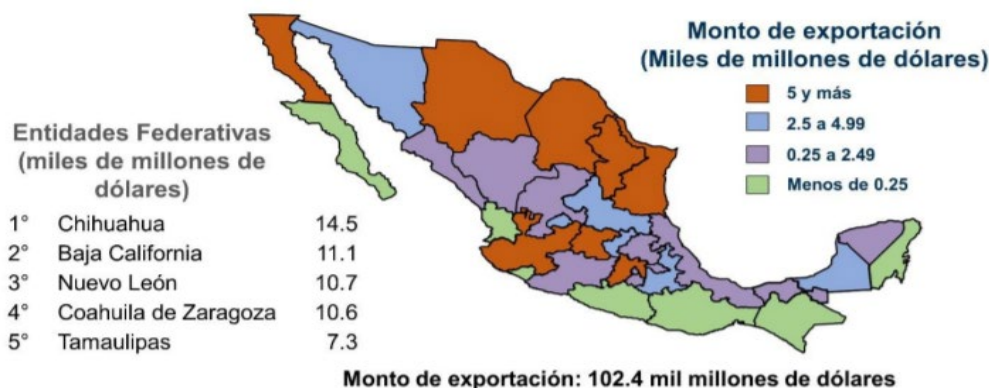 Monto de exportación
(Miles de millones de dólares)
5 y más
2.5 a 4.99
0.25 a 2.49
Menos de 0.25
Entidades Federativas
(miles de millones de
dólares)
1° Chihuahua 14.5
2° Baja California 11.1
3° Nuevo León 10.7
4° Coahuila de Zaragoza 10.6
5° Tamaulipas 7.3
Monto de exportación: 102.4 mil millones de dólares